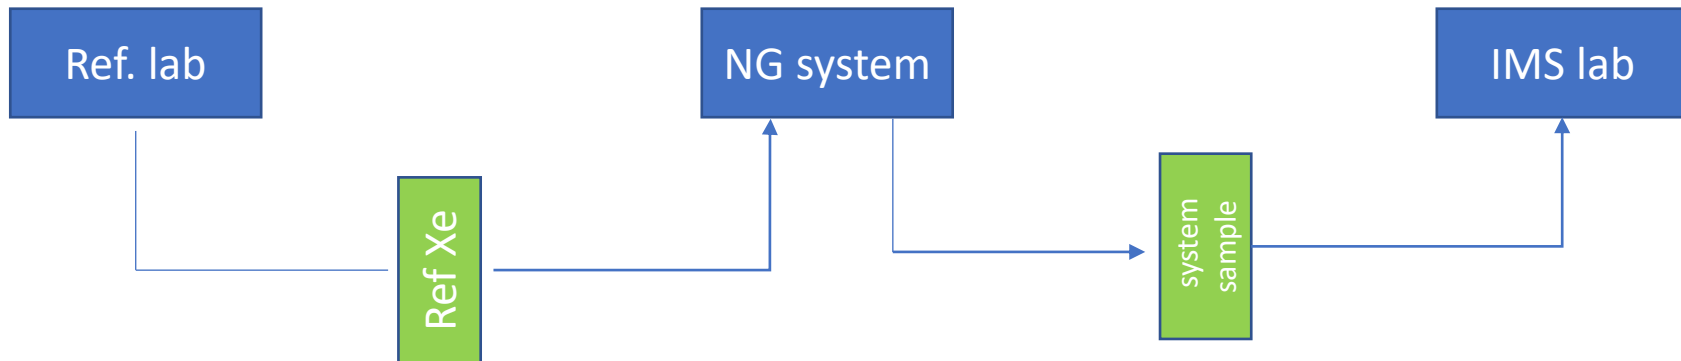 Ref. lab
NG system
IMS lab
Ref Xe
system
sample